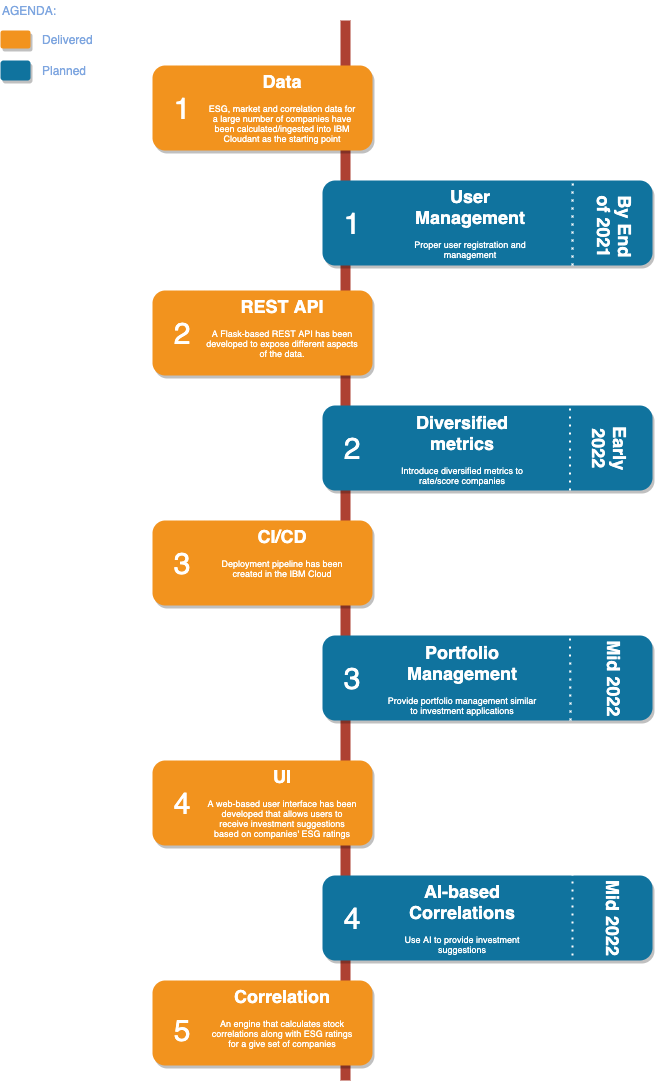 AGENDA:
Delivered
Planned
Data
1
ESG, market and correlation data for
a large number of companies have
been calculated/ingested into IBM
Cloudant as the starting point
User
Management
1
Proper user registration and
management
By End
of 2021
REST API
2
A Flask-based REST API has been
developed to expose different aspects
of the data.
Diversified
metrics
2
Introduce diversified metrics to
rate/score companies
Early
2022
CI/CD
3
Deployment pipeline has been
created in the IBM Cloud
Portfolio
Management
3
Provide portfolio management similar
to investment applications
Mid 2022
UI
4
A web-based user interface has been
developed that allows users to
receive investment suggestions
based on companies' ESG ratings
AI-based
Correlations
4
Use AI to provide investment
suggestions
Mid 2022
Correlation
5
An engine that calculates stock
correlations along with ESG ratings
for a give set of companies